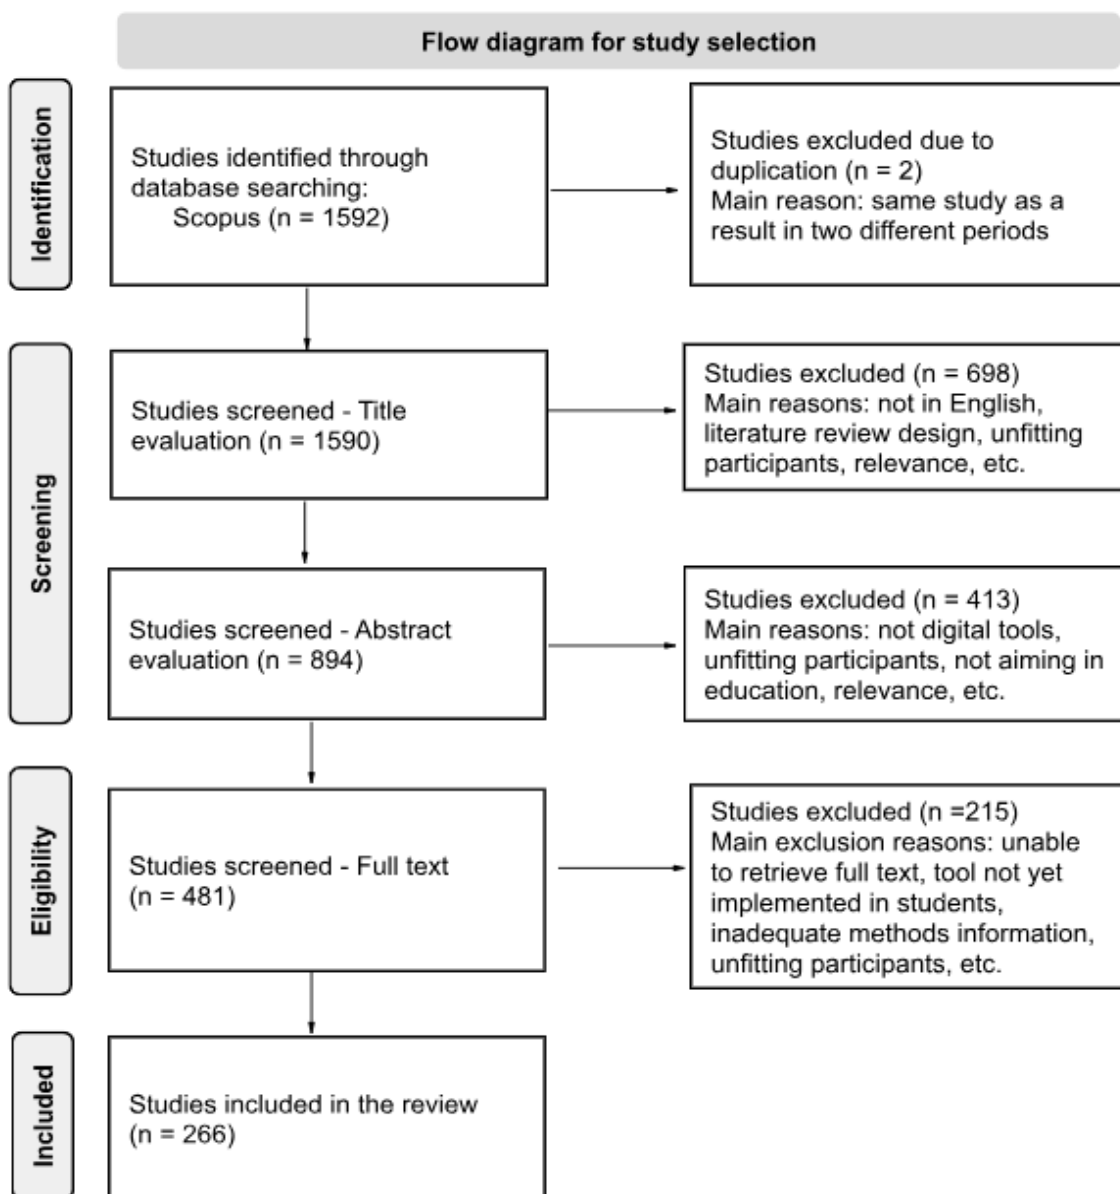 Flow diagram for study selection
Identification
Studies identified through
database searching:
Scopus (n = 1592)
Studies excluded due to
duplication (n = 2)
Main reason: same study as a
result in two different periods
Screening
Studies screened - Title
evaluation (n = 1590)
Studies excluded (n = 698)
Main reasons: not in English,
literature review design, unfitting
participants, relevance, etc.
Studies screened - Abstract
evaluation (n = 894)
Studies excluded (n = 413)
Main reasons: not digital tools,
unfitting participants, not aiming in
education, relevance, etc.
Eligibility
Studies screened - Full text
(n = 481)
Studies excluded (n =215)
Main exclusion reasons: unable
to retrieve full text, tool not yet
implemented in students,
inadequate methods information,
unfitting participants, etc.
Included
Studies included in the review
(n = 266)